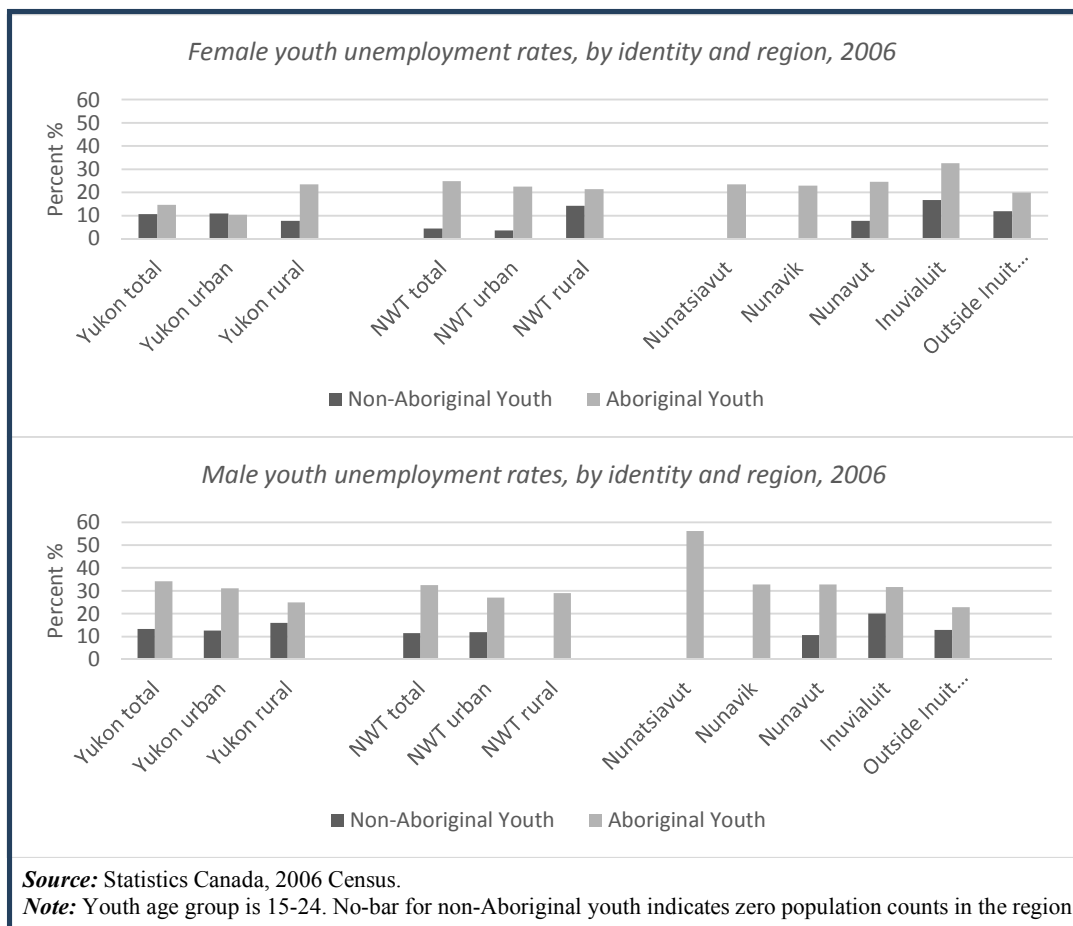 Female youth unemployment rates, by identity and region, 2006
Percent %
60
50
40
30
20
10
0
Yukon total
Yukon urban
Yukon rural
NWT total
NWT urban
NWT rural
Nunatsiavut
Nunavik
Nunavut
Inuvialuit
Outside Inuit...
Non-Aboriginal Youth
Aboriginal Youth
Male youth unemployment rates, by identity and region, 2006
Percent %
60
50
40
30
20
10
0
Yukon total
Yukon urban
Yukon rural
NWT total
NWT urban
NWT rural
Nunatsiavut
Nunavik
Nunavut
Inuvialuit
Outside Inuit...
Non-Aboriginal Youth
Aboriginal Youth
Source: Statistics Canada, 2006 Census.
Note: Youth age group is 15-24. No-bar for non-Aboriginal youth indicates zero population counts in the region